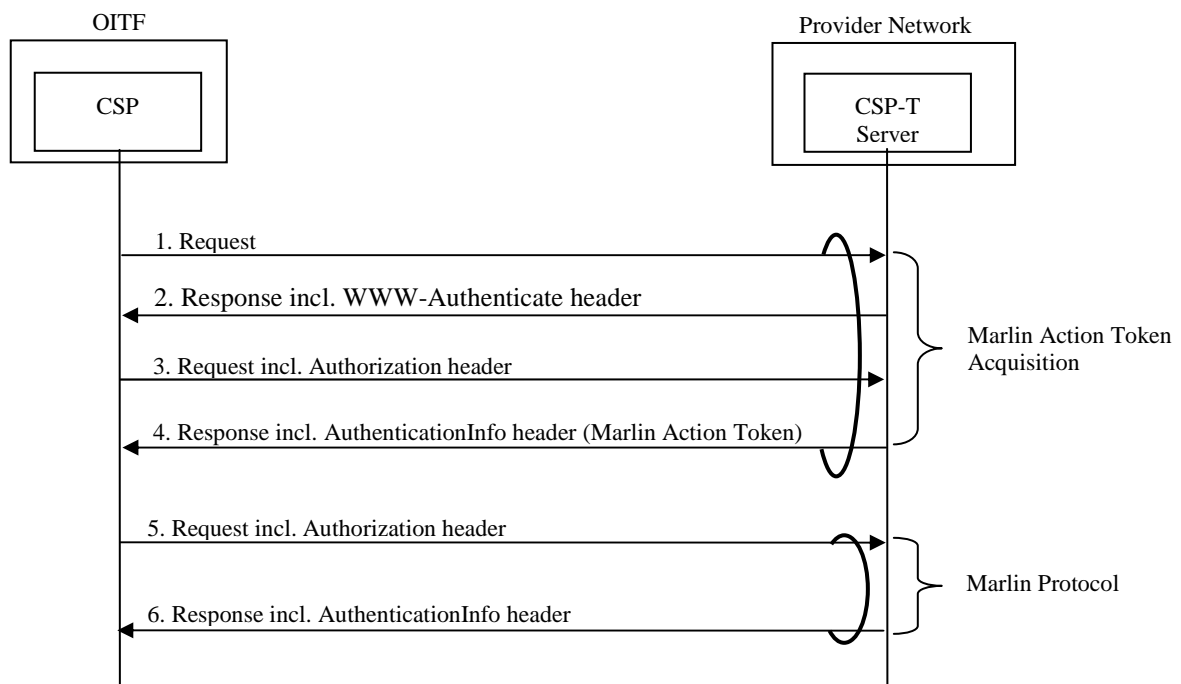 OITF
Provider Network
CSP
CSP-T
Server
1. Request
2. Response incl. WWW-Authenticate header
3. Request incl. Authorization header
4. Response incl. AuthenticationInfo header (Marlin Action Token)
Marlin Action Token
Acquisition
5. Request incl. Authorization header
6. Response incl. AuthenticationInfo header
Marlin Protocol